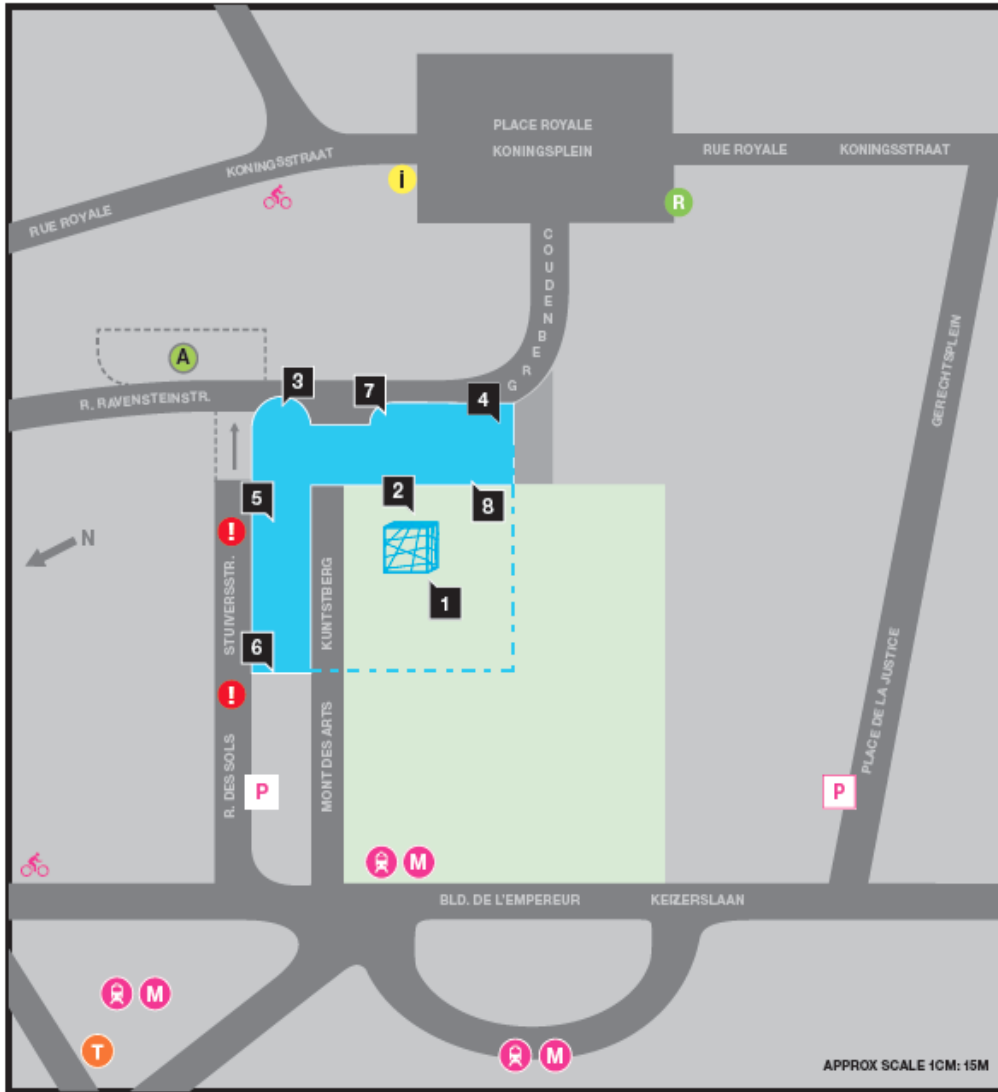 PLACE ROYALE
KONINGSPLEIN
RUE ROYALE
KONINGSSTRAAT
KONINGSSTRAAT
RUE ROYALE
i
R
COUDENBERG
A
R. RAVENSTEINSTR.
3
7
4
GERECHTSPLEIN
5
2
8
!
N
STUIVERSSTR.
KUNTSTBERG
1
6
!
R. DES SOLS
MONT DES ARTS
PLACE DE LA JUSTICE
P
P
M
BLD. DE L'EMPEREUR
KEIZERSLAAN
M
T
M
APPROX SCALE 1CM: 15M